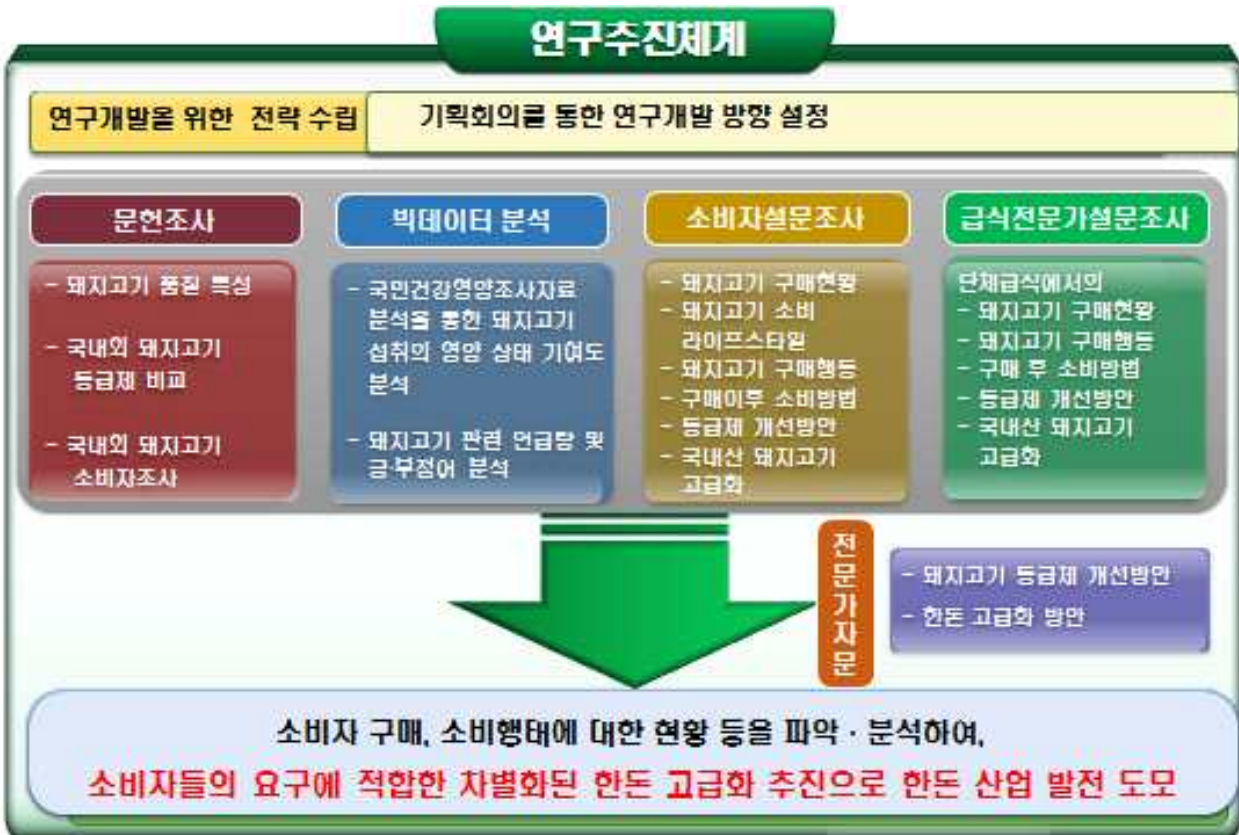 연구추진체계
연구개발을 위한 전략 수립
기획회의를 통한 연구개발 방향 설정
문헌조사
- 돼지고기 품질 특성
- 국내외 돼지고기
등급제 비교
- 국내외 돼지고기
소비자조사
빅데이터 분석
- 국민건강영양조사자료
분석을 통한 돼지고기
섭취의 영양 상태 기여도
분석
- 돼지고기 관련 언급량 및
긍·부정어 분석
소비자설문조사
- 돼지고기 구매현황
- 돼지고기 소비
라이프스타일
- 돼지고기 구매행동
- 구매이후 소비방법
- 등급제 개선방안
- 국내산 돼지고기
고급화
급식전문가설문조사
단체급식에서의
- 돼지고기 구매현황
- 돼지고기 구매행동
- 구매 후 소비방법
- 등급제 개선방안
- 국내산 돼지고기
고급화
전문가자문
- 돼지고기 등급제 개선방안
- 한돈 고급화 방안
소비자 구매, 소비행태에 대한 현황 등을 파악 · 분석하여,
소비자들의 요구에 적합한 차별화된 한돈 고급화 추진으로 한돈 산업 발전 도모